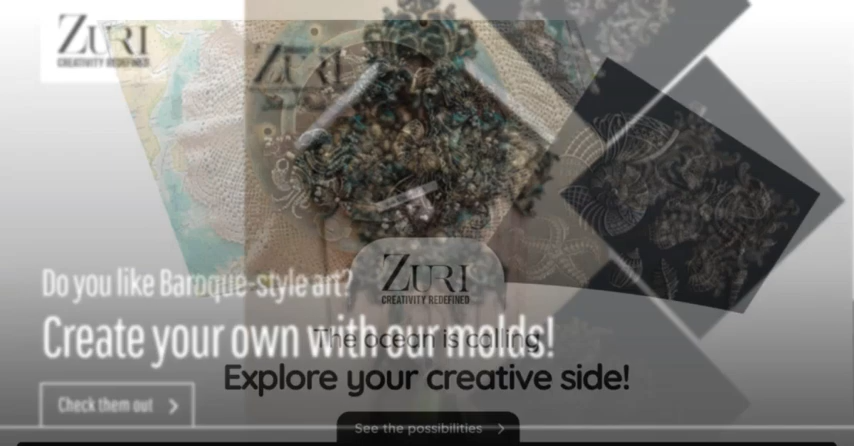 ZURI
CREATIVITY REDEFINED
ZURI
Do you like Baroque-style art?
Create your own with our molds!
Check them out
ZURI
CREATIVITY REDEFINED
The ocean is calling
Explore your creative side!
See the possibilities